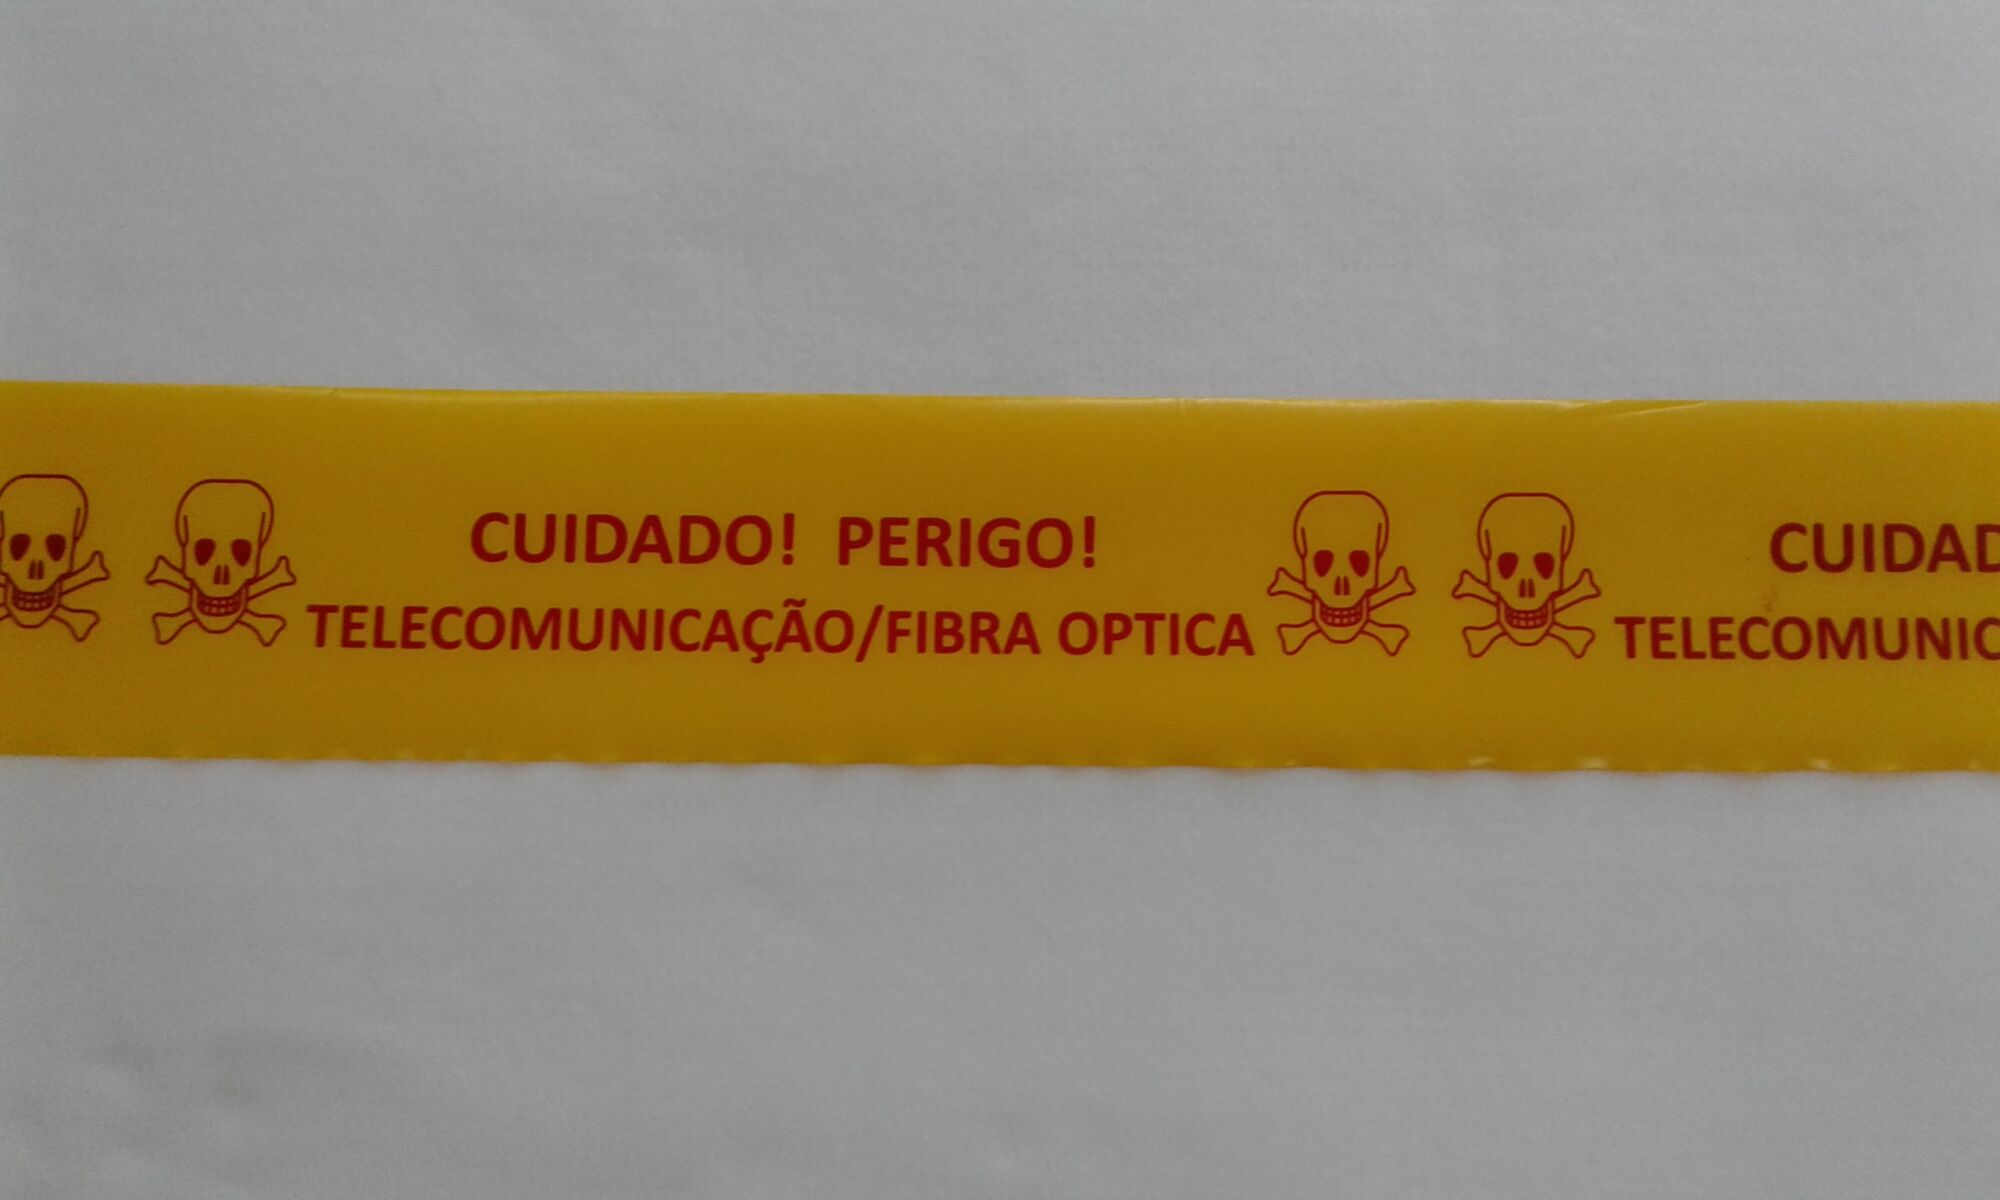 CUIDADO! PERIGO!
TELECOMUNICAÇÃO/FIBRA OPTICA
CUIDAD
TELECOMUNIC